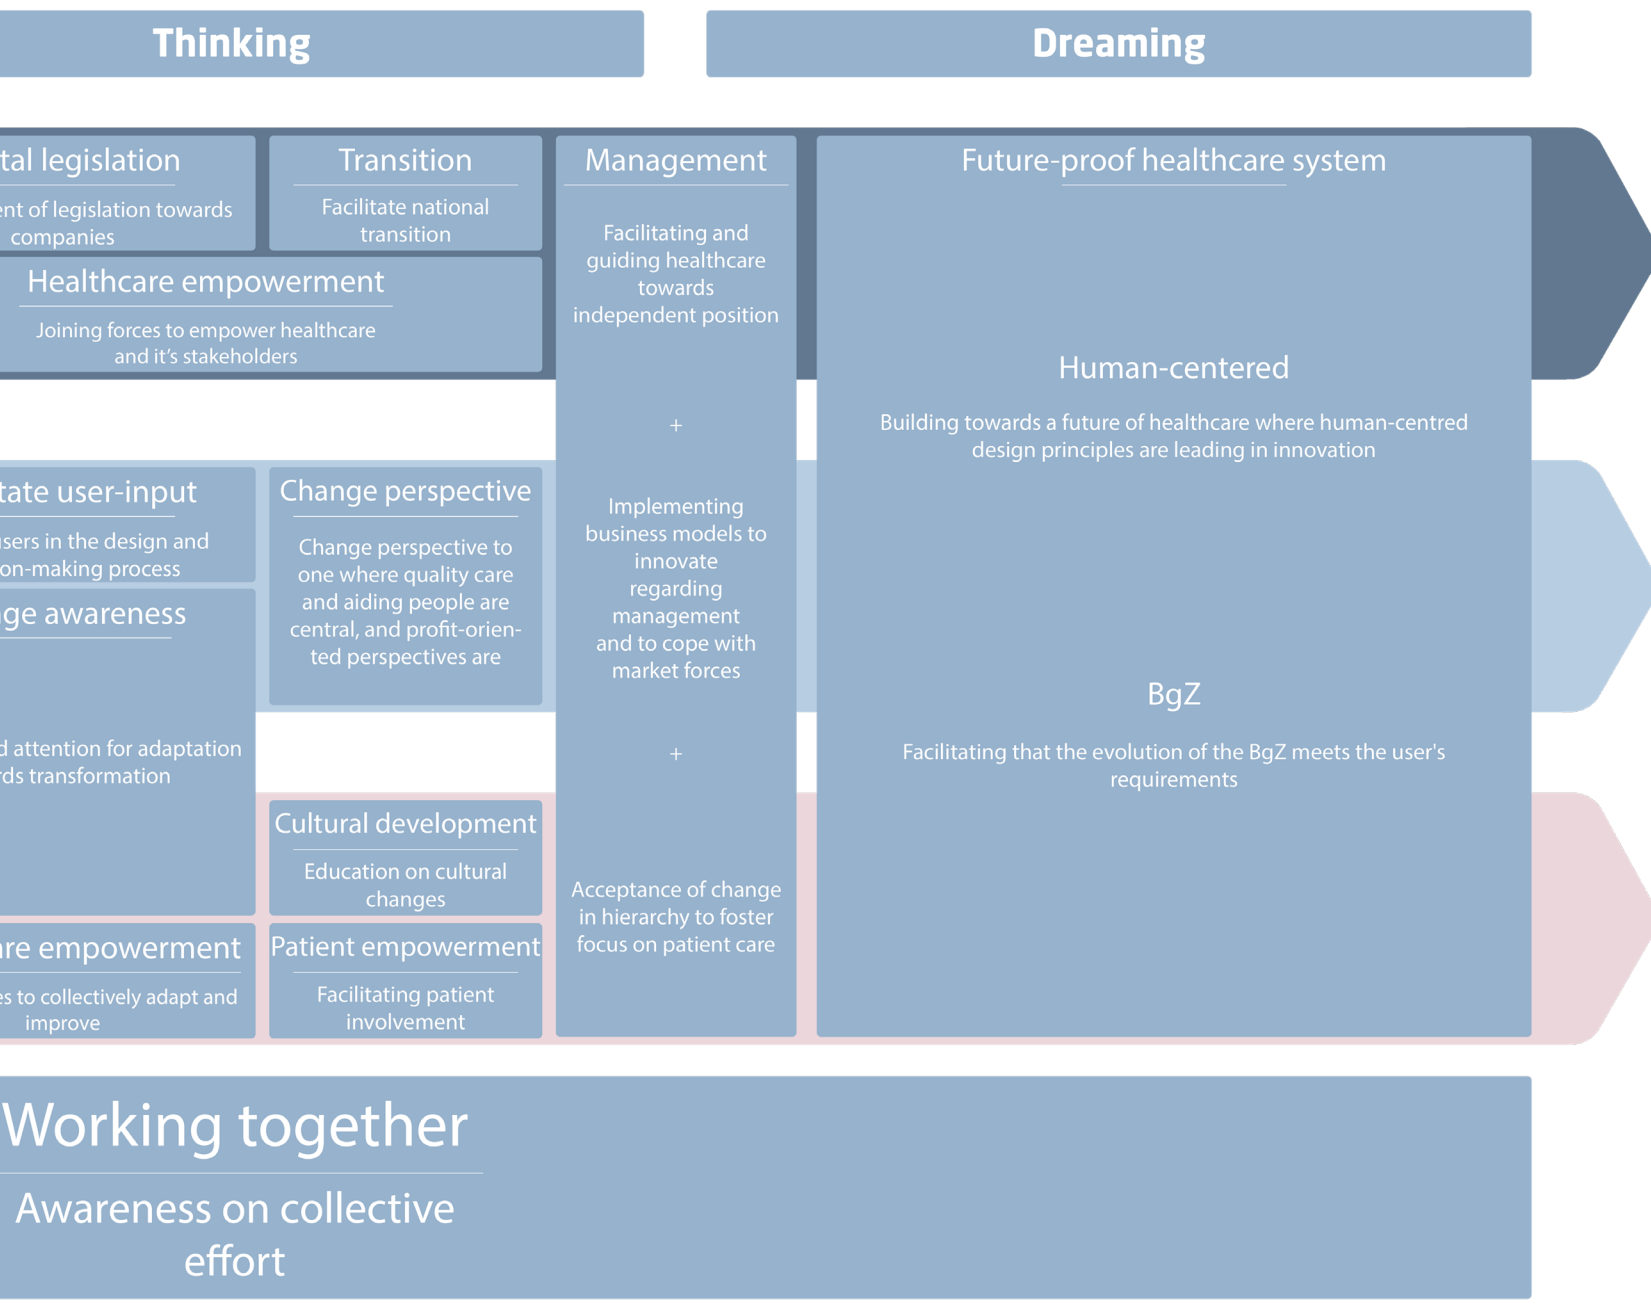 Thinking
Dreaming
tal legislation
ent of legislation towards
companies
Transition
Facilitate national
transition
Healthcare empowerment
Joining forces to empower healthcare
and it's stakeholders
tate user-input
sers in the design and
on-making process
ge awareness
d attention for adaptation
rds transformation
Change perspective
Change perspective to
one where quality care
and aiding people are
central, and profit-orien-
ted perspectives are
Cultural development
Education on cultural
changes
re empowerment
es to collectively adapt and
improve
Patient empowerment
Facilitating patient
involvement
Management
Facilitating and
guiding healthcare
towards
independent position
+
Implementing
business models to
innovate
regarding
management
and to cope with
market forces
+
Acceptance of change
in hierarchy to foster
focus on patient care
Future-proof healthcare system
Human-centered
Building towards a future of healthcare where human-centred
design principles are leading in innovation
BgZ
Facilitating that the evolution of the BgZ meets the user's
requirements
Working together
Awareness on collective
effort